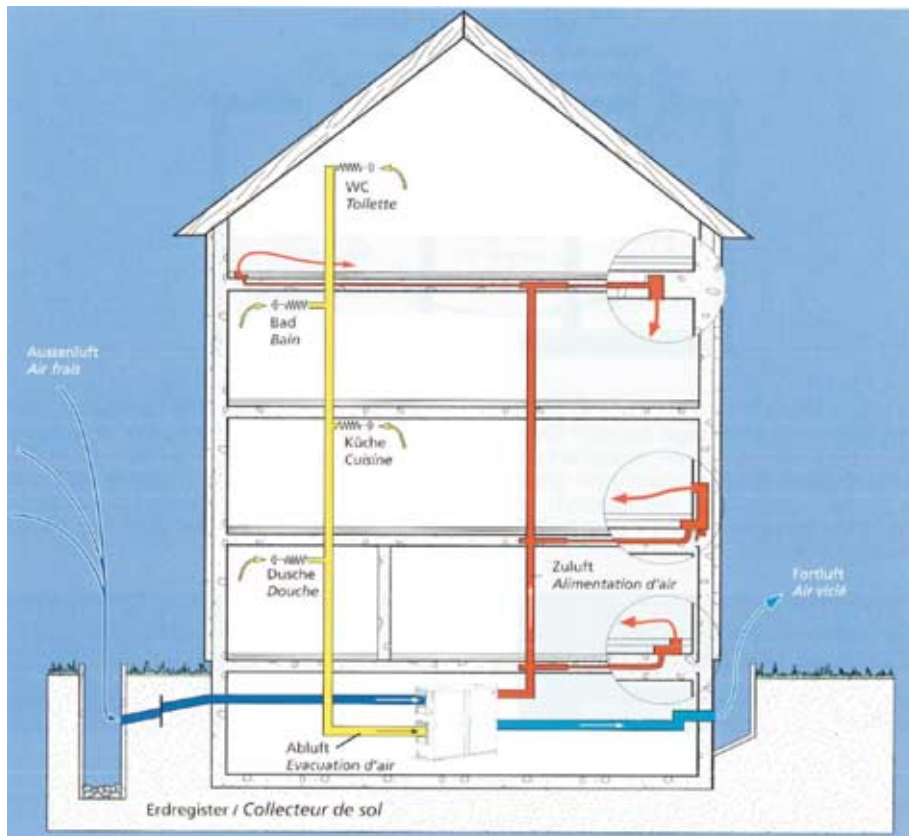 WC
Toilette
Bad
Bain
Aussenluft
Air frais
Küche
Cuisine
Dusche
Douche
Zuluft
Alimentation d'air
Fortluft
Air vicié
Abluft
Evacuation d'air
Erdregister / Collecteur de sol